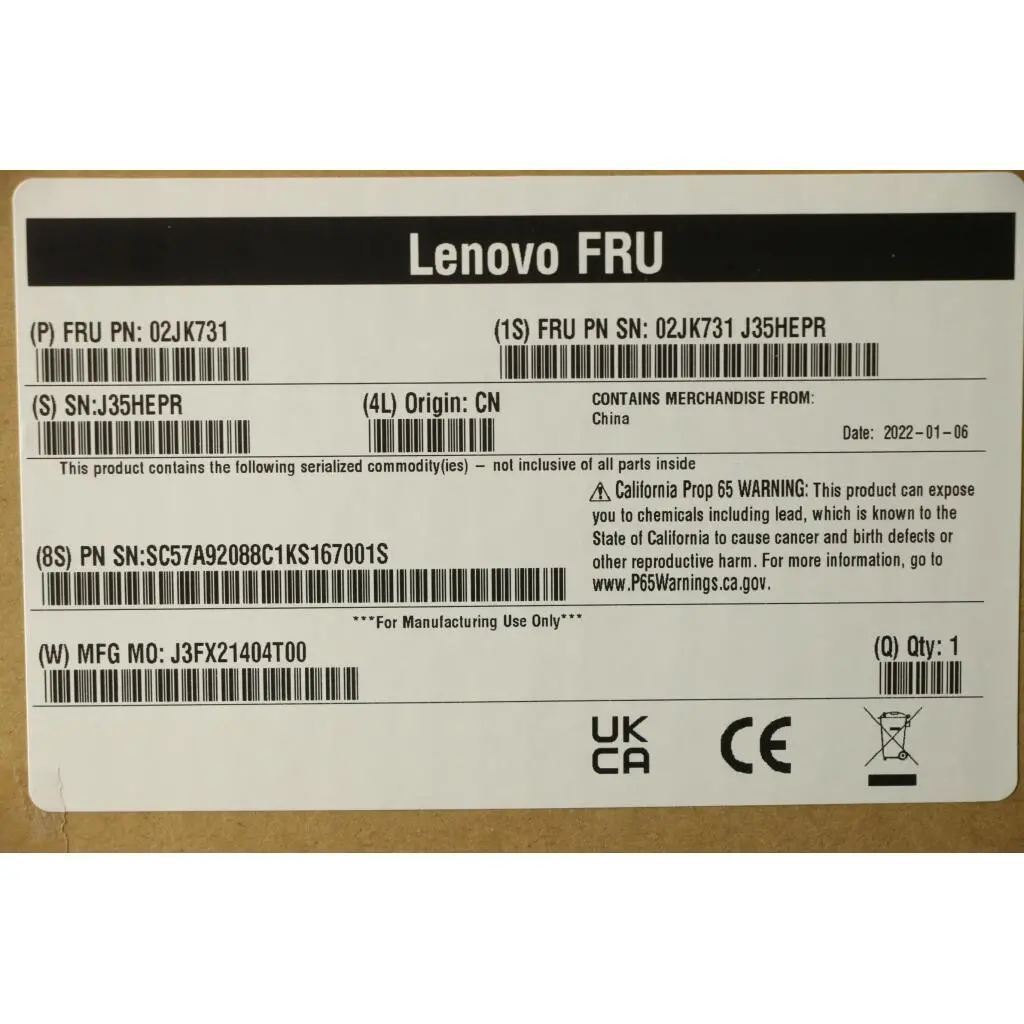 Lenovo FRU
(P) FRU PN: 02JK731
(1S) FRU PN SN: 02JK731 J35HEPR
(S) SN:J35HEPR
(4L) Origin: CN
CONTAINS MERCHANDISE FROM:
China
Date: 2022-01-06
This product contains the following serialized commodity(ies) – not inclusive of all parts inside
⚠ California Prop 65 WARNING: This product can expose
you to chemicals including lead, which is known to the
State of California to cause cancer and birth defects or
other reproductive harm. For more information, go to
www.P65Warnings.ca.gov.
(8S) PN SN:SC57A92088C1KS167001S
***For Manufacturing Use Only***
(W) MFG MO: J3FX21404T00
(Q) Qty: 1
UK
CA
CE